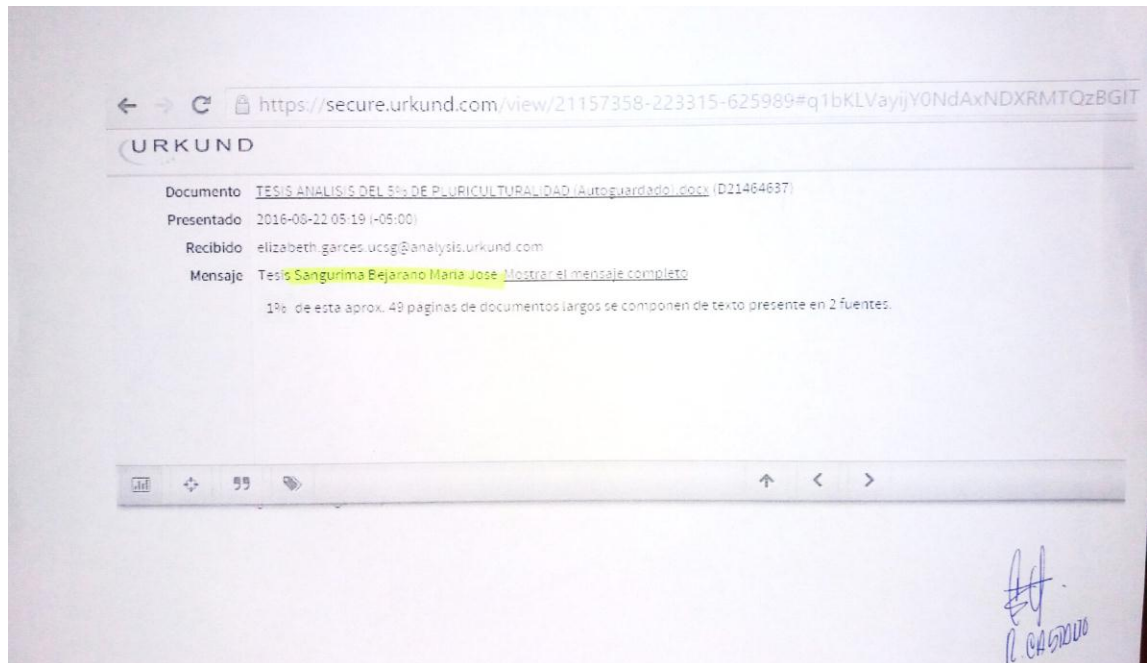 https://secure.urkund.com/view/21157358-223315-625989#q1bKLVayijY0NdAxNDXRMTQzBGIT
URKUND
Documento TESIS ANALISIS DEL 5% DE PLURICULTURALIDAD (Autoguardado).docx (D21464637)
Presentado 2016-08-22 05:19 (-05:00)
Recibido elizabeth.garces.ucsg@analysis.urkund.com
Mensaje Tesis Sangurima Bejarano Maria Jose Mostrar el mensaje completo
1% de esta aprox. 49 paginas de documentos largos se componen de texto presente en 2 fuentes.
R.